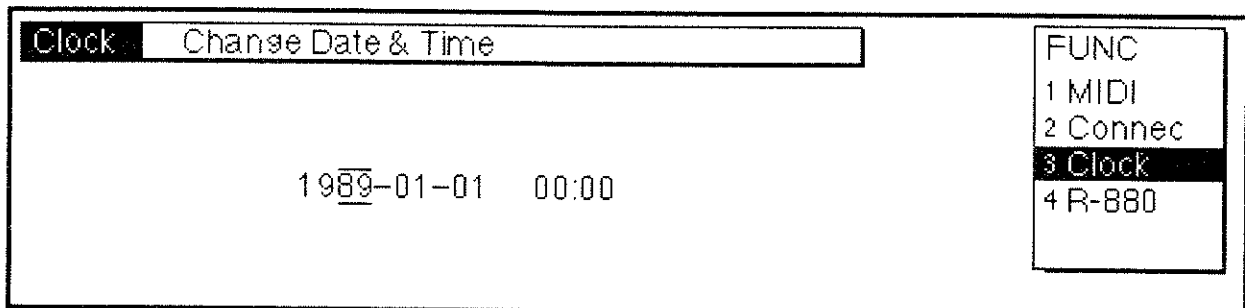 Clock Change Date & Time
1989-01-01 00:00
FUNC
1 MIDI
2 Connec
3 Clock
4 R-880